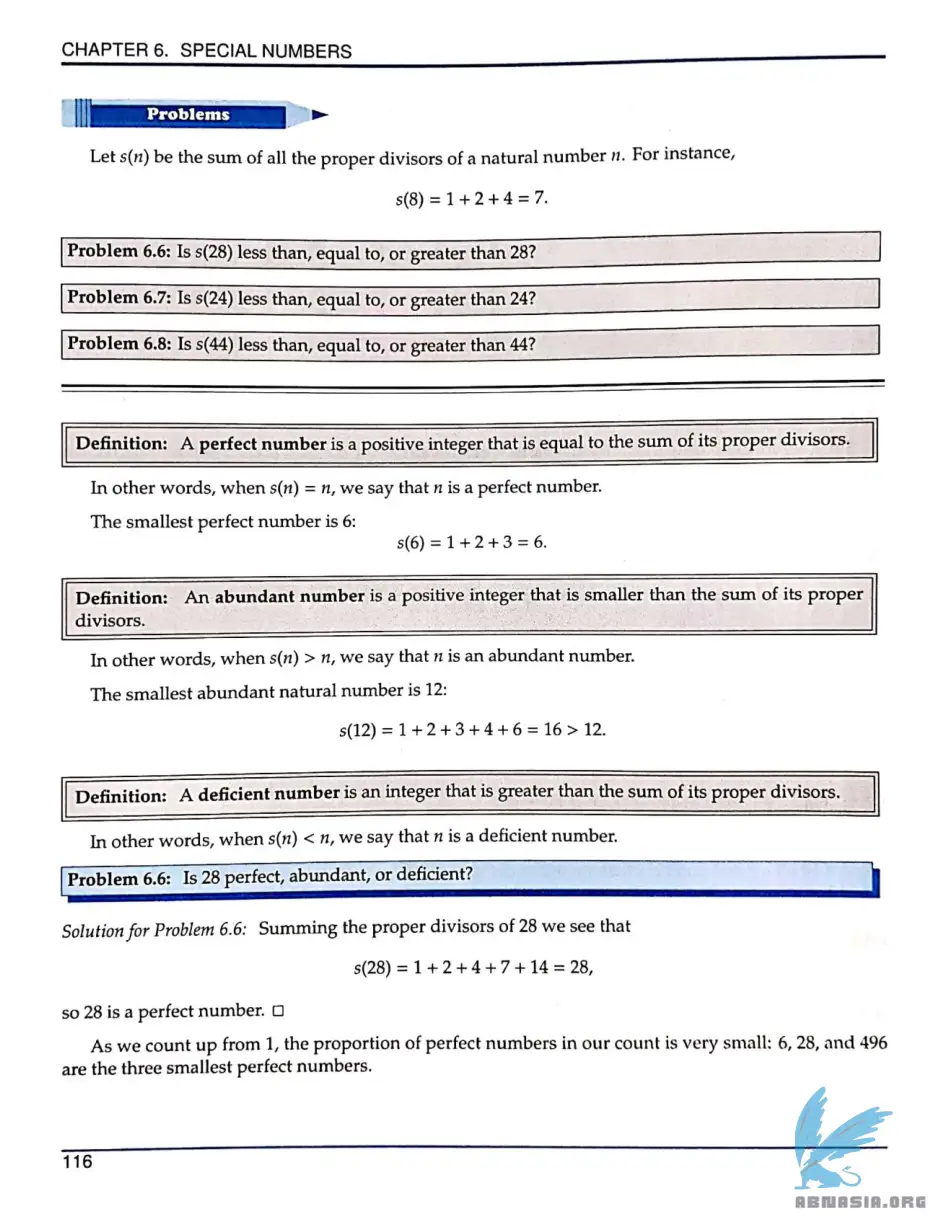 CHAPTER 6. SPECIAL NUMBERS
Problems
Let s(n) be the sum of all the proper divisors of a natural number n. For instance,
s(8) = 1 + 2 + 4 = 7.
Problem 6.6: Is s(28) less than, equal to, or greater than 28?
Problem 6.7: Is s(24) less than, equal to, or greater than 24?
Problem 6.8: Is s(44) less than, equal to, or greater than 44?
Definition: A perfect number is a positive integer that is equal to the sum of its proper divisors.
In other words, when s(n) = n, we say that n is a perfect number.
The smallest perfect number is 6:
s(6) = 1 + 2 + 3 = 6.
Definition: An abundant number is a positive integer that is smaller than the sum of its proper
divisors.
In other words, when s(n) > n, we say that n is an abundant number.
The smallest abundant natural number is 12:
s(12) = 1 + 2 + 3 + 4 + 6 = 16 > 12.
Definition: A deficient number is an integer that is greater than the sum of its proper divisors.
In other words, when s(n) < n, we say that n is a deficient number.
Problem 6.6: Is 28 perfect, abundant, or deficient?
Solution for Problem 6.6: Summing the proper divisors of 28 we see that
s(28) = 1 + 2 + 4 + 7 + 14 = 28,
so 28 is a perfect number. □
As we count up from 1, the proportion of perfect numbers in our count is very small: 6, 28, and 496
are the three smallest perfect numbers.
116
ABNASIA.ORG